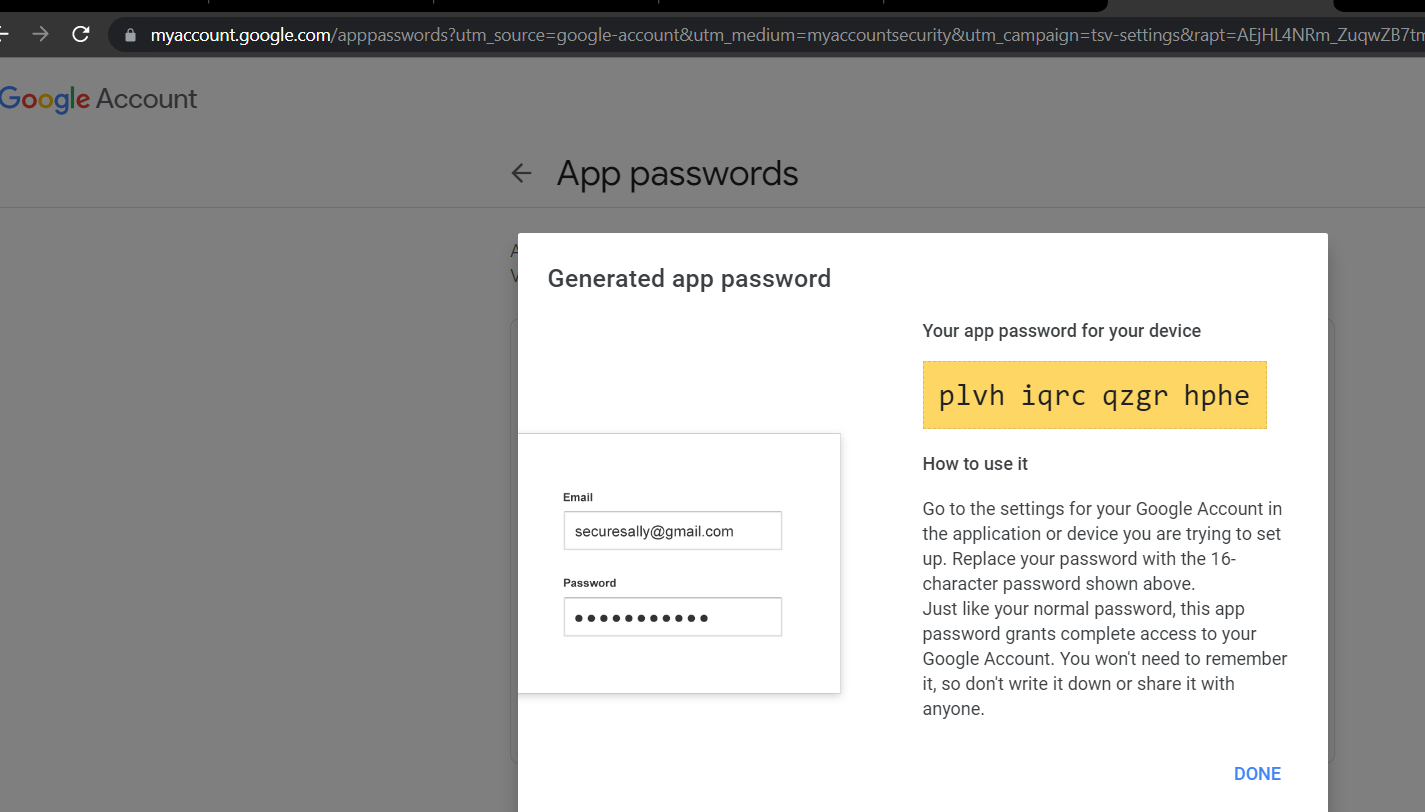 myaccount.google.com/apppasswords?utm_source=google-account&utm_medium=myaccountsecurity&utm_campaign=tsv-settings&rapt=AEjHL4NRm_ZuqwZB7tm
Google Account
App passwords
Generated app password
Your app password for your device
plvh iqrc qzgr hphe
Email
securesally@gmail.com
Password
How to use it
Go to the settings for your Google Account in
the application or device you are trying to set
up. Replace your password with the 16-
character password shown above.
Just like your normal password, this app
password grants complete access to your
Google Account. You won't need to remember
it, so don't write it down or share it with
anyone.
DONE